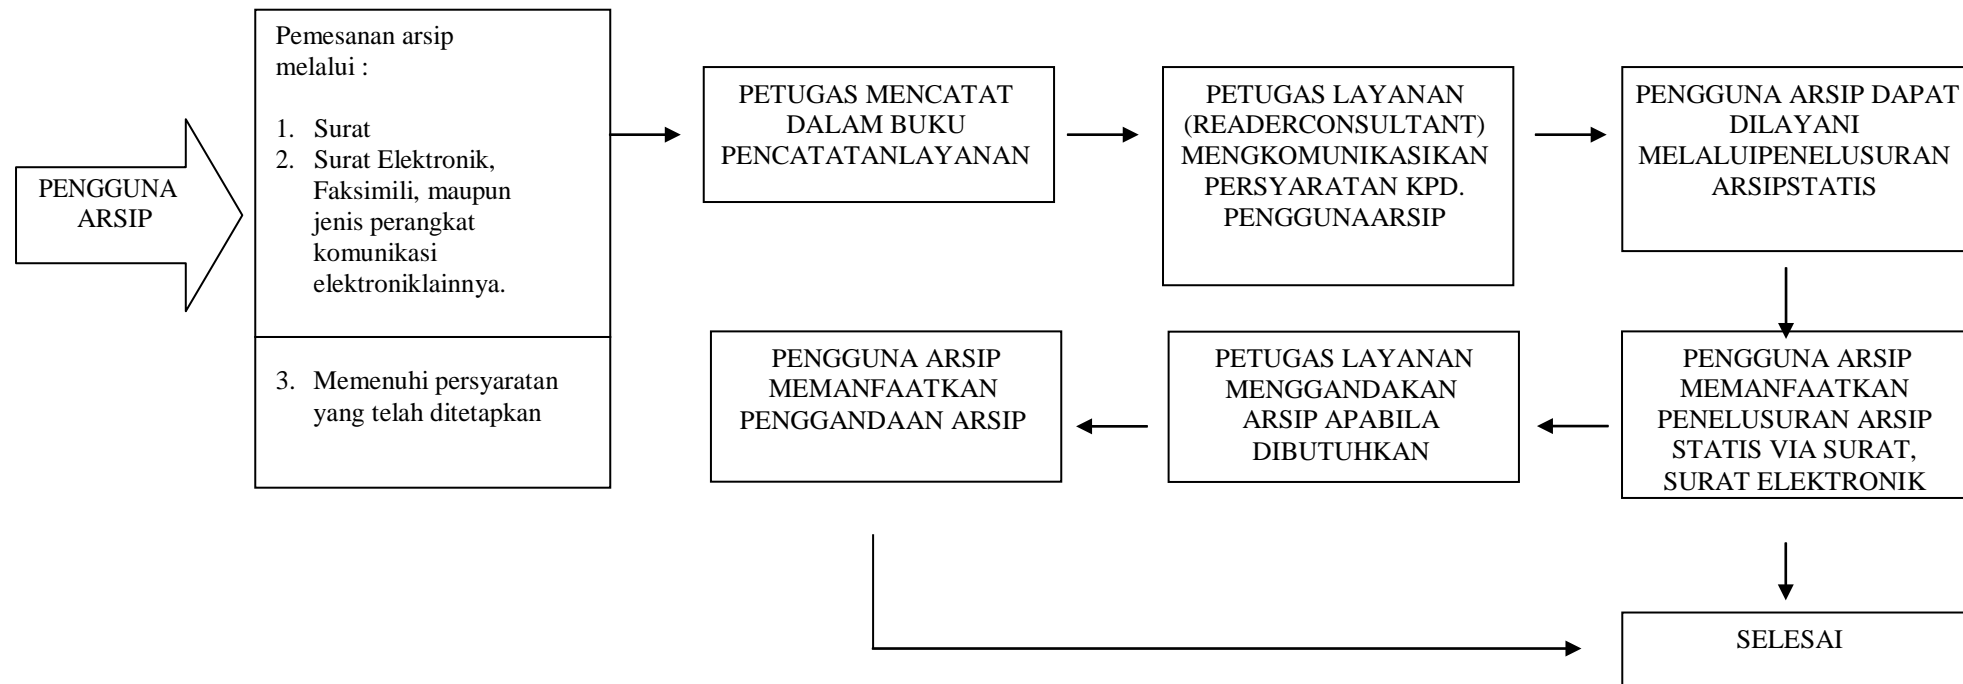 PENGGUNA
ARSIP
Pemesanan arsip
melalui :
1. Surat
2. Surat Elektronik,
Faksimili, maupun
jenis perangkat
komunikasi
elektroniklainnya.
3. Memenuhi persyaratan
yang telah ditetapkan
PETUGAS MENCATAT
DALAM BUKU
PENCATATANLAYANAN
PETUGAS LAYANAN
(READERCONSULTANT)
MENGKOMUNIKASIKAN
PERSYARATAN KPD.
PENGGUNAARSIP
PENGGUNA ARSIP DAPAT
DILAYANI
MELALUIPENELUSURAN
ARSIPSTATIS
PENGGUNA ARSIP
MEMANFAATKAN
PENELUSURAN ARSIP
STATIS VIA SURAT,
SURAT ELEKTRONIK
PETUGAS LAYANAN
MENGGANDAKAN
ARSIP APABILA
DIBUTUHKAN
PENGGUNA ARSIP
MEMANFAATKAN
PENGGANDAAN ARSIP
SELESAI